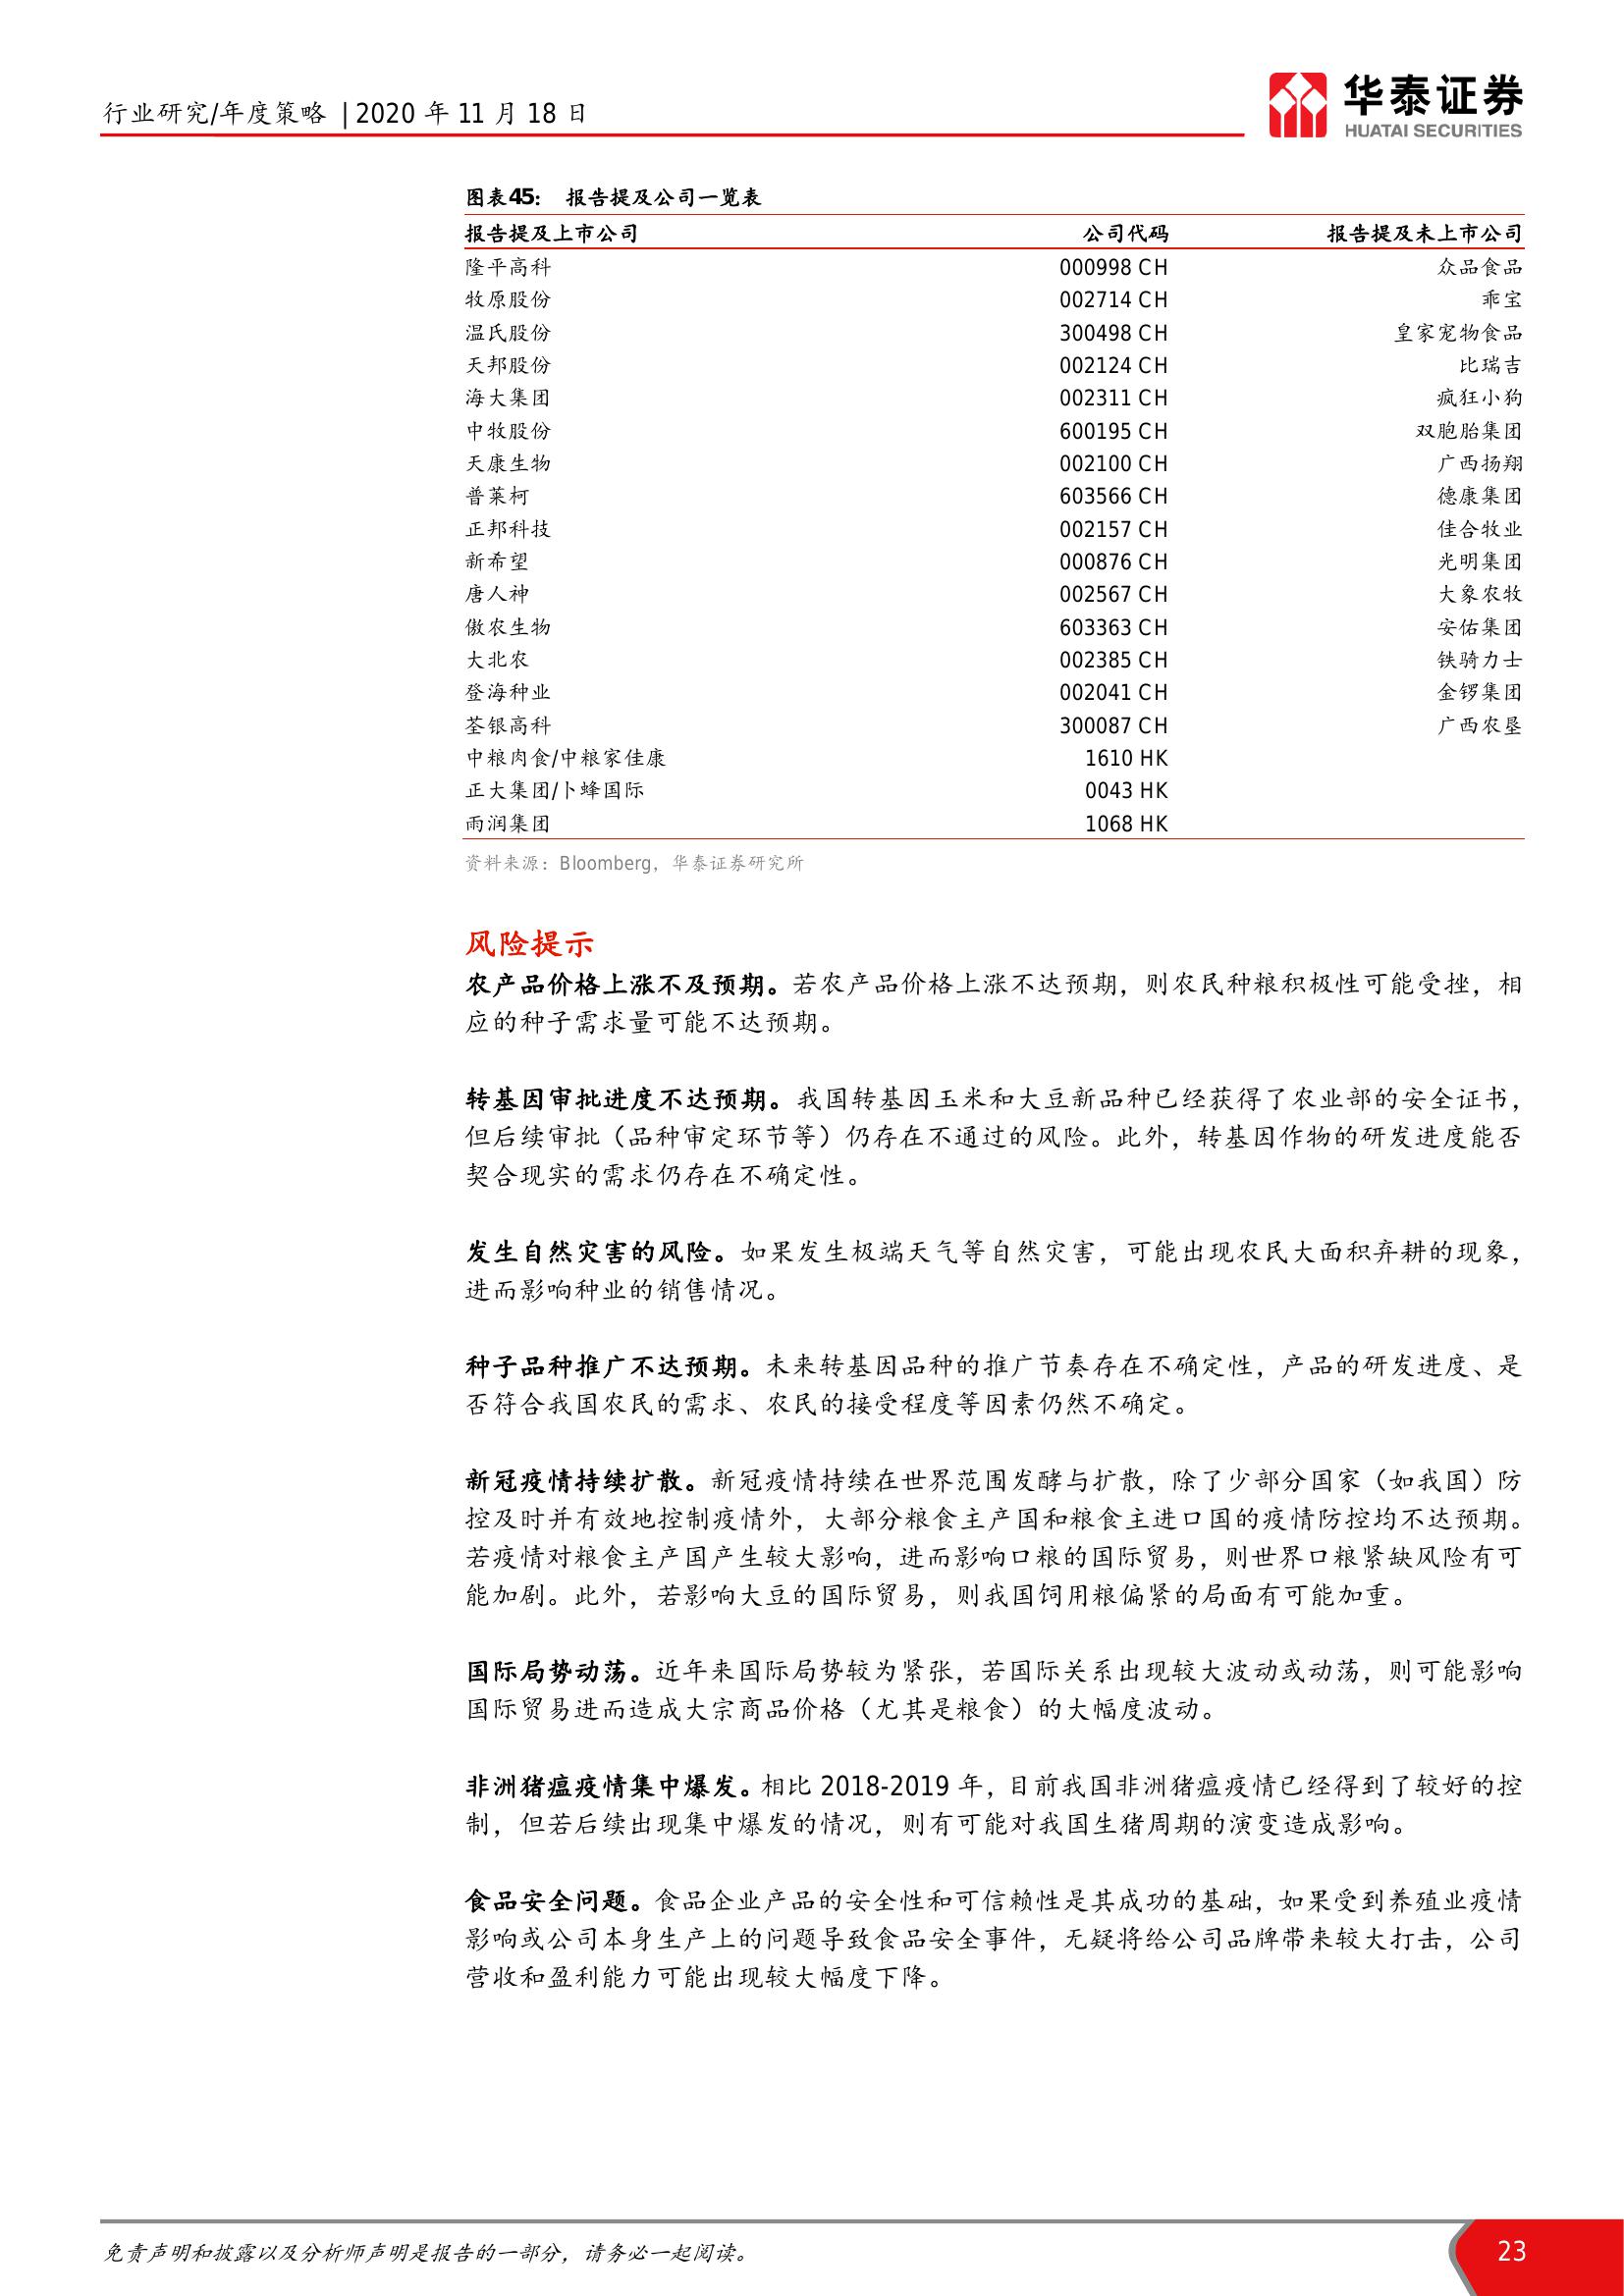 行业研究/年度策略 | 2020 年 11 月 18 日
华泰证券
HUATAI SECURITIES
图表45： 报告提及公司一览表
报告提及上市公司 公司代码 报告提及未上市公司
隆平高科 000998 CH 众品食品
牧原股份 002714 CH 乖宝
温氏股份 300498 CH 皇家宠物食品
天邦股份 002124 CH 比瑞吉
海大集团 002311 CH 疯狂小狗
中牧股份 600195 CH 双胞胎集团
天康生物 002100 CH 广西扬翔
普莱柯 603566 CH 德康集团
正邦科技 002157 CH 佳合牧业
新希望 000876 CH 光明集团
唐人神 002567 CH 大象农牧
傲农生物 603363 CH 安佑集团
大北农 002385 CH 铁骑力士
登海种业 002041 CH 金锣集团
荃银高科 300087 CH 广西农垦
中粮肉食/中粮家佳康 1610 HK
正大集团/卜蜂国际 0043 HK
雨润集团 1068 HK
资料来源：Bloomberg，华泰证券研究所
风险提示
农产品价格上涨不及预期。若农产品价格上涨不达预期，则农民种粮积极性可能受挫，相
应的种子需求量可能不达预期。
转基因审批进度不达预期。我国转基因玉米和大豆新品种已经获得了农业部的安全证书，
但后续审批（品种审定环节等）仍存在不通过的风险。此外，转基因作物的研发进度能否
契合现实的需求仍存在不确定性。
发生自然灾害的风险。如果发生极端天气等自然灾害，可能出现农民大面积弃耕的现象，
进而影响种业的销售情况。
种子品种推广不达预期。未来转基因品种的推广节奏存在不确定性，产品的研发进度、是
否符合我国农民的需求、农民的接受程度等因素仍然不确定。
新冠疫情持续扩散。新冠疫情持续在世界范围发酵与扩散，除了少部分国家（如我国）防
控及时并有效地控制疫情外，大部分粮食主产国和粮食主进口国的疫情防控均不达预期。
若疫情对粮食主产国产生较大影响，进而影响口粮的国际贸易，则世界口粮紧缺风险有可
能加剧。此外，若影响大豆的国际贸易，则我国饲用粮偏紧的局面有可能加重。
国际局势动荡。近年来国际局势较为紧张，若国际关系出现较大波动或动荡，则可能影响
国际贸易进而造成大宗商品价格（尤其是粮食）的大幅度波动。
非洲猪瘟疫情集中爆发。相比 2018-2019 年，目前我国非洲猪瘟疫情已经得到了较好的控
制，但若后续出现集中爆发的情况，则有可能对我国生猪周期的演变造成影响。
食品安全问题。食品企业产品的安全性和可信赖性是其成功的基础，如果受到养殖业疫情
影响或公司本身生产上的问题导致食品安全事件，无疑将给公司品牌带来较大打击，公司
营收和盈利能力可能出现较大幅度下降。
免责声明和披露以及分析师声明是报告的一部分，请务必一起阅读。
23